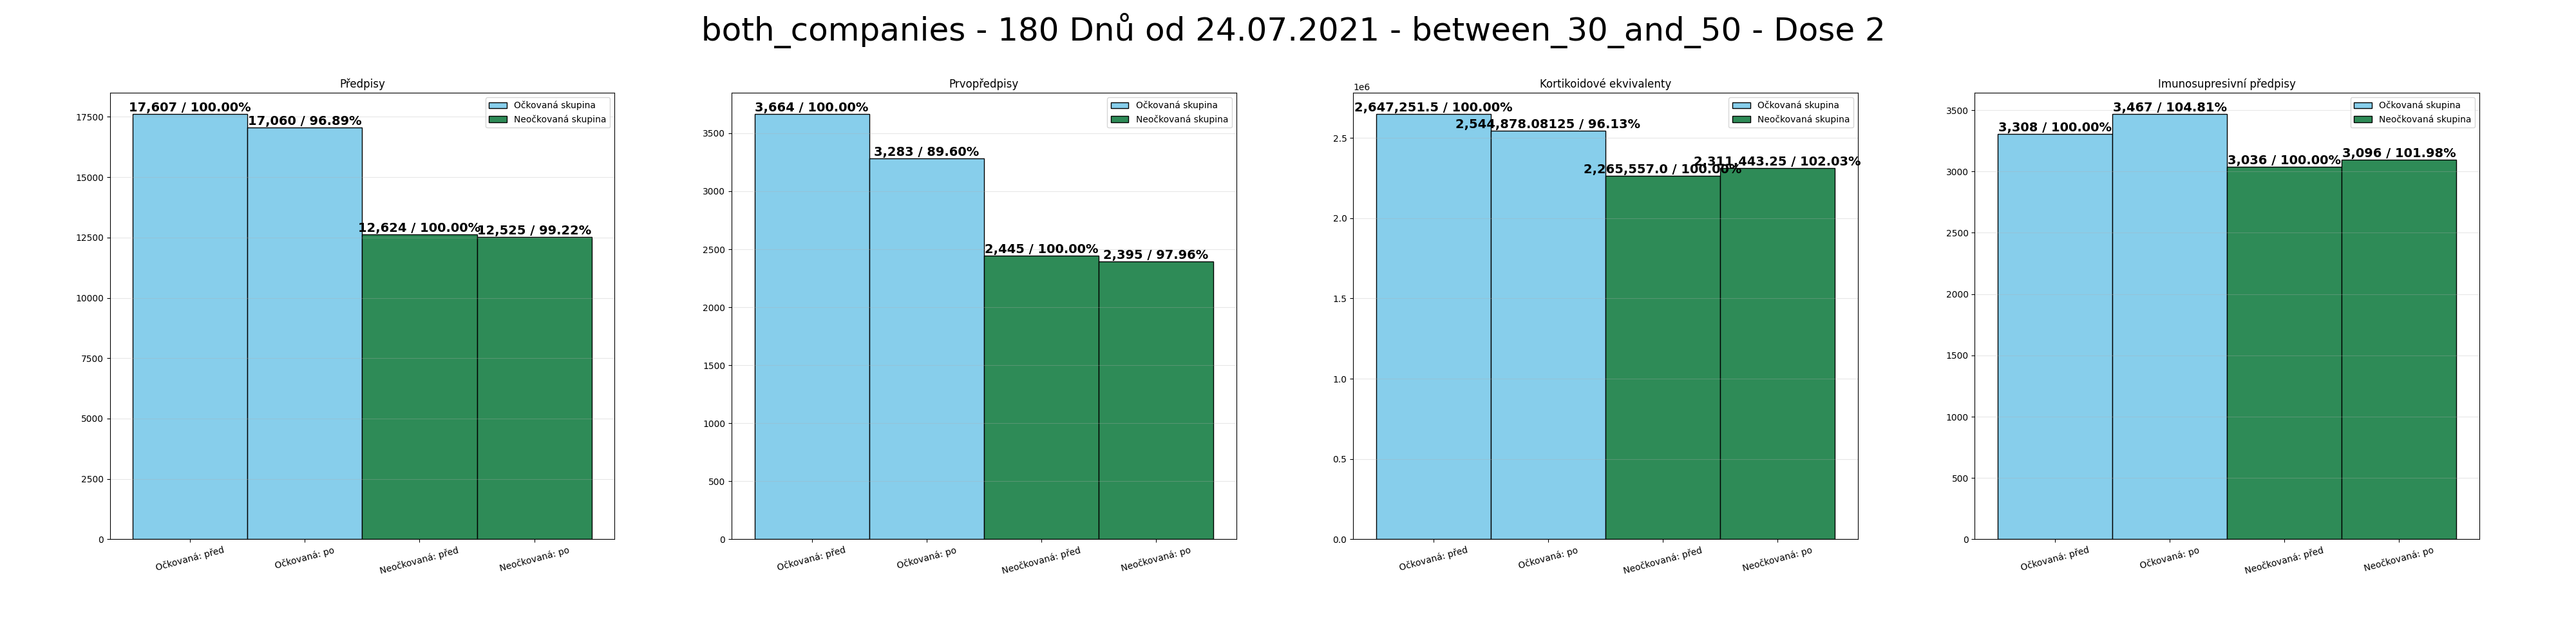 both_companies - 180 Dnů od 24.07.2021 - between_30_and_50 - Dose 2
Předpisy
17500
15000
12500
10000
7500
5000
2500
0
17,607 / 100.00%
17,060 / 96.89%
12,624 / 100.00%
12,525 / 99.22%
Očkovaná skupina
Neočkovaná skupina
Očkovaná: před
Očkovaná: po
Neočkovaná: před
Neočkovaná: po
Prvopředpisy
3500
3000
2500
2000
1500
1000
500
0
3,664 / 100.00%
3,283 / 89.60%
2,445 / 100.00%
2,395 / 97.96%
Očkovaná skupina
Neočkovaná skupina
Očkovaná: před
Očkovaná: po
Neočkovaná: před
Neočkovaná: po
Kortikoidové ekvivalenty
1e6
2.5
2.0
1.5
1.0
0.5
0.0
2,647,251.5 / 100.00%
2,544,878.08125 / 96.13%
2,265,557.0 / 100.00%
2,311,443.25 / 102.03%
Očkovaná skupina
Neočkovaná skupina
Očkovaná: před
Očkovaná: po
Neočkovaná: před
Neočkovaná: po
Imunosupresivní předpisy
3500
3000
2500
2000
1500
1000
500
0
3,308 / 100.00%
3,467 / 104.81%
3,036 / 100.00%
3,096 / 101.98%
Očkovaná skupina
Neočkovaná skupina
Očkovaná: před
Očkovaná: po
Neočkovaná: před
Neočkovaná: po